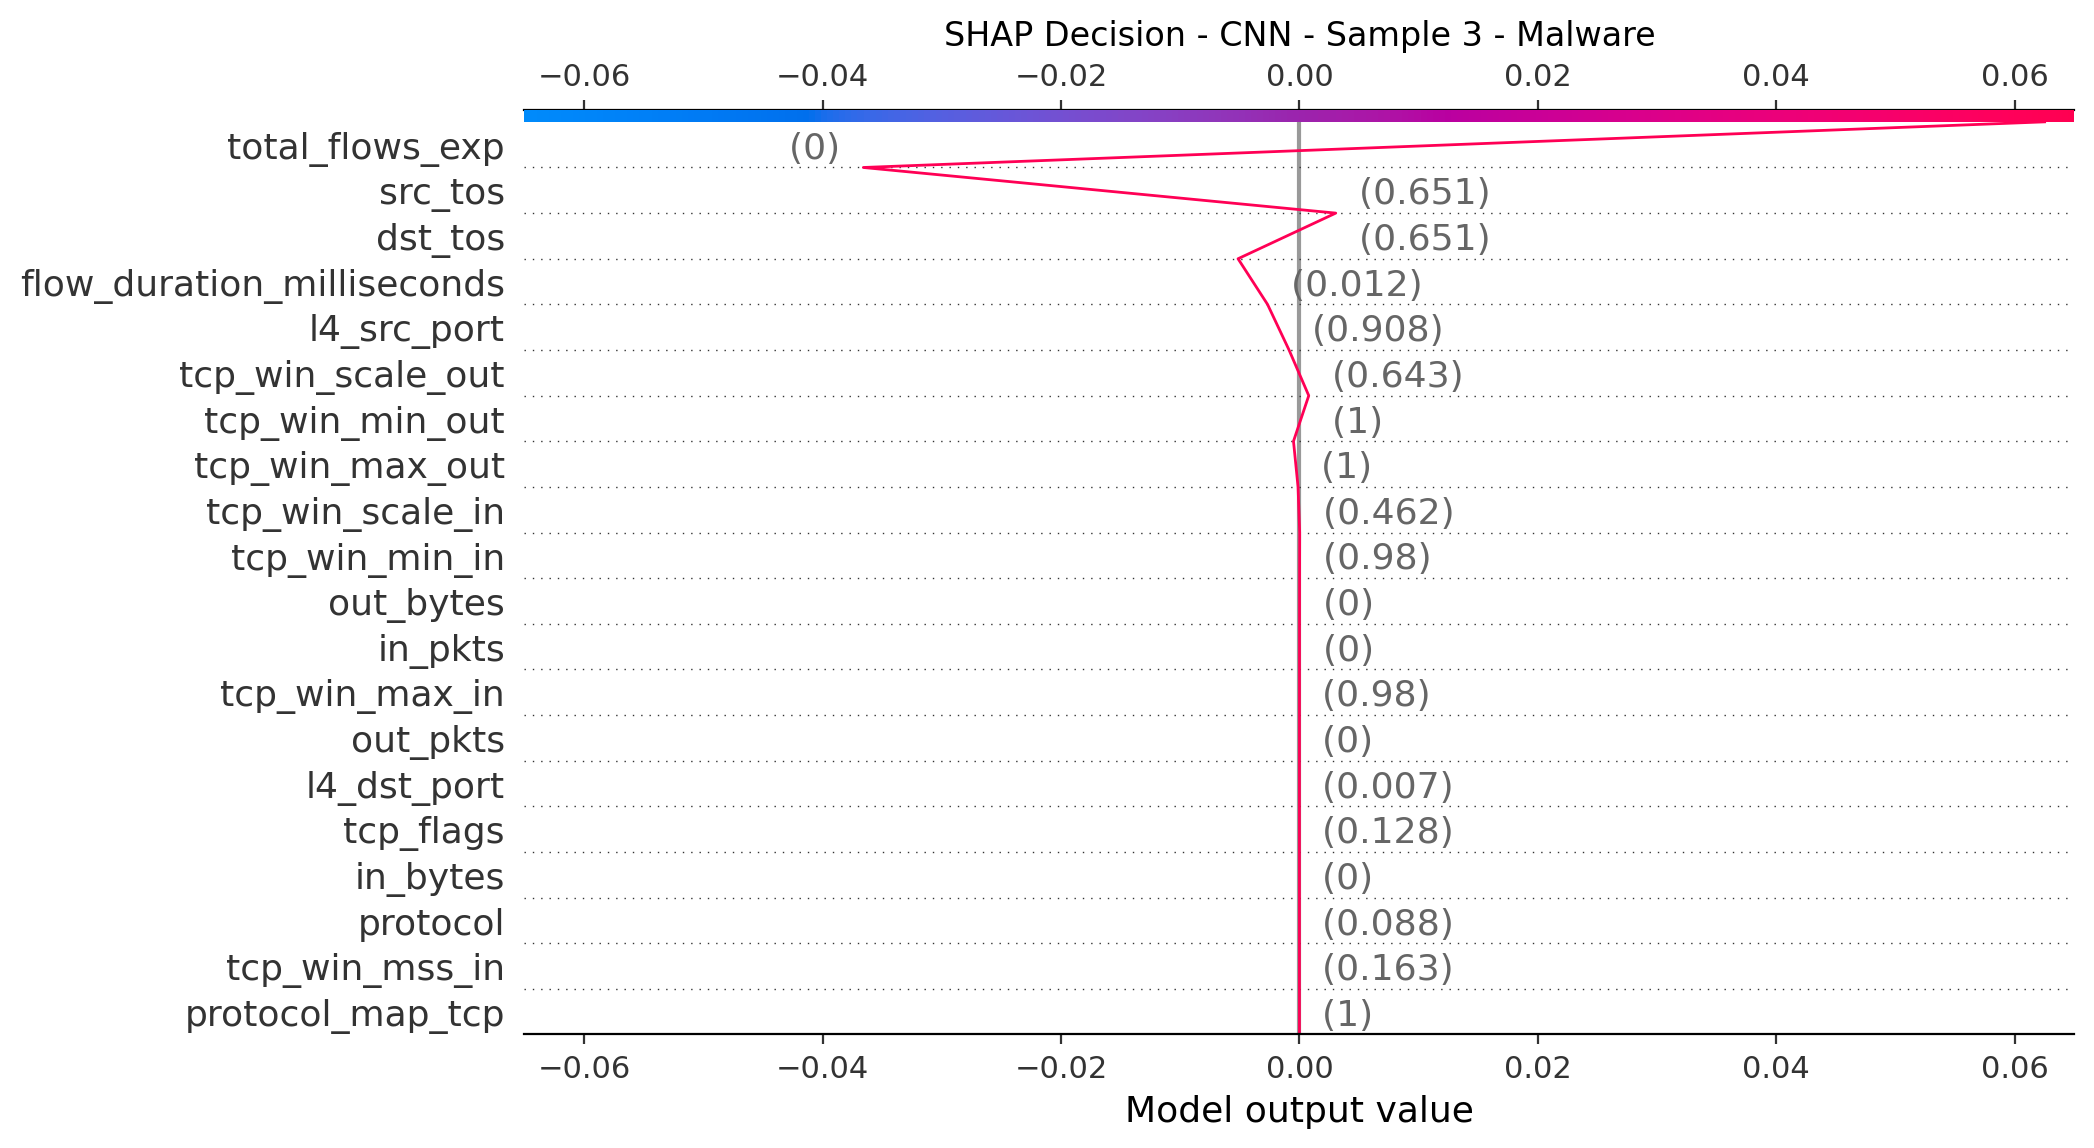 SHAP Decision - CNN - Sample 3 - Malware
−0.06 −0.04 −0.02 0.00 0.02 0.04 0.06
total_flows_exp (0)
src_tos (0.651)
dst_tos (0.651)
flow_duration_milliseconds (0.012)
l4_src_port (0.908)
tcp_win_scale_out (0.643)
tcp_win_min_out (1)
tcp_win_max_out (1)
tcp_win_scale_in (0.462)
tcp_win_min_in (0.98)
out_bytes (0)
in_pkts (0)
tcp_win_max_in (0.98)
out_pkts (0)
l4_dst_port (0.007)
tcp_flags (0.128)
in_bytes (0)
protocol (0.088)
tcp_win_mss_in (0.163)
protocol_map_tcp (1)
−0.06 −0.04 −0.02 0.00 0.02 0.04 0.06
Model output value